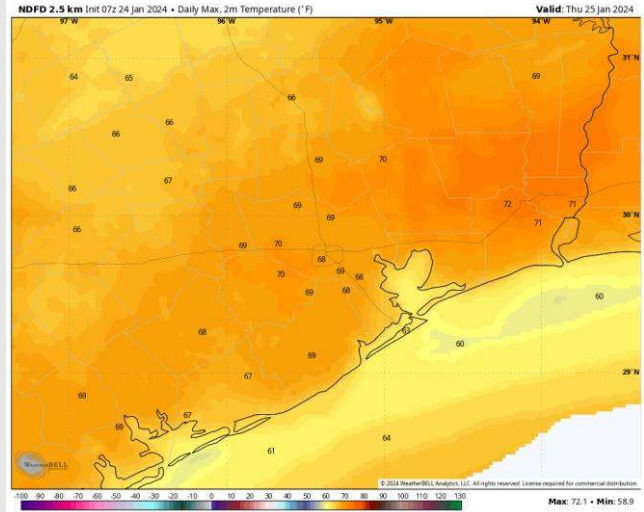 NDFD 2.5 km Init 07z 24 Jan 2024 • Daily Max. 2m Temperature (°F) Valid: Thu 25 Jan 2024
97°W 96°W 95°W 94°W
31°N
64 65 69
66
66 66
69 70
67
66
69 72 71
69 71 30°N
66
69 70
68
70 69 68
69 68
60
68 63
60
69
67 29°N
69
67
69
64
61
WEATHERBELL
© 2024 WeatherBELL Analytics, LLC. All rights reserved. License required for commercial distribution.
-100 -90 -80 -70 -60 -50 -40 -30 -20 -10 0 10 20 30 40 50 60 70 80 90 100 110 120 130
Max: 72.1 • Min: 58.9